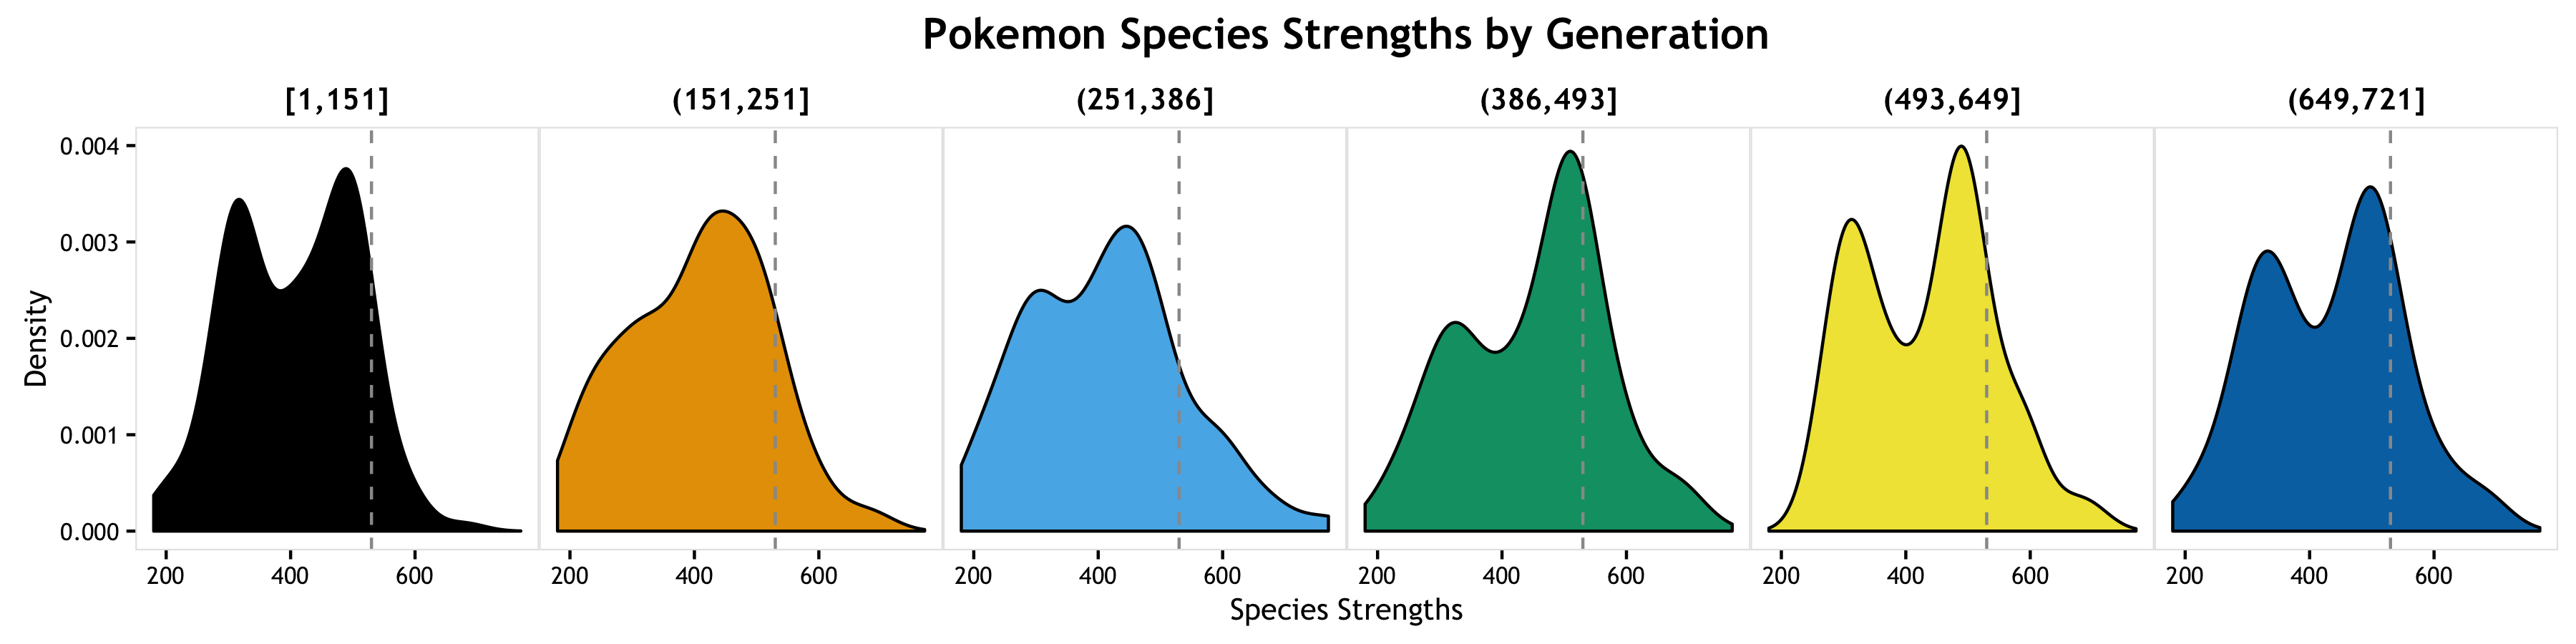 Pokemon Species Strengths by Generation
[1,151] (151,251] (251,386] (386,493] (493,649] (649,721]
0.004
0.003
0.002
0.001
0.000
Density
200 400 600 200 400 600 200 400 600 200 400 600 200 400 600 200 400 600
Species Strengths